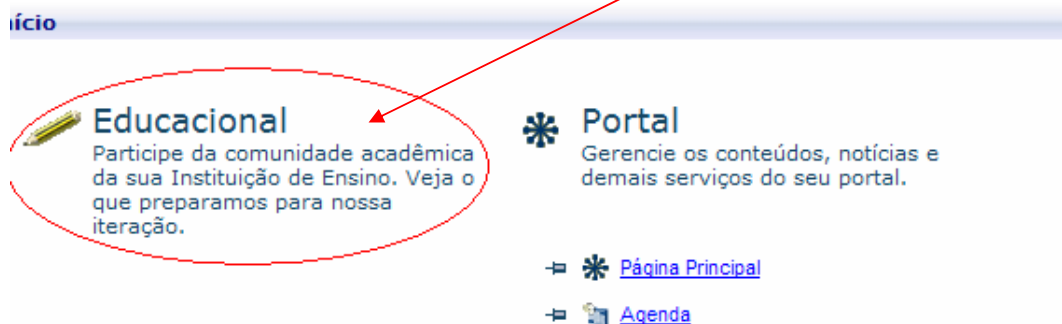 ício
Educacional
Participe da comunidade acadêmica
da sua Instituição de Ensino. Veja o
que preparamos para nossa
iteração.
Portal
Gerencie os conteúdos, notícias e
demais serviços do seu portal.
Página Principal
Agenda